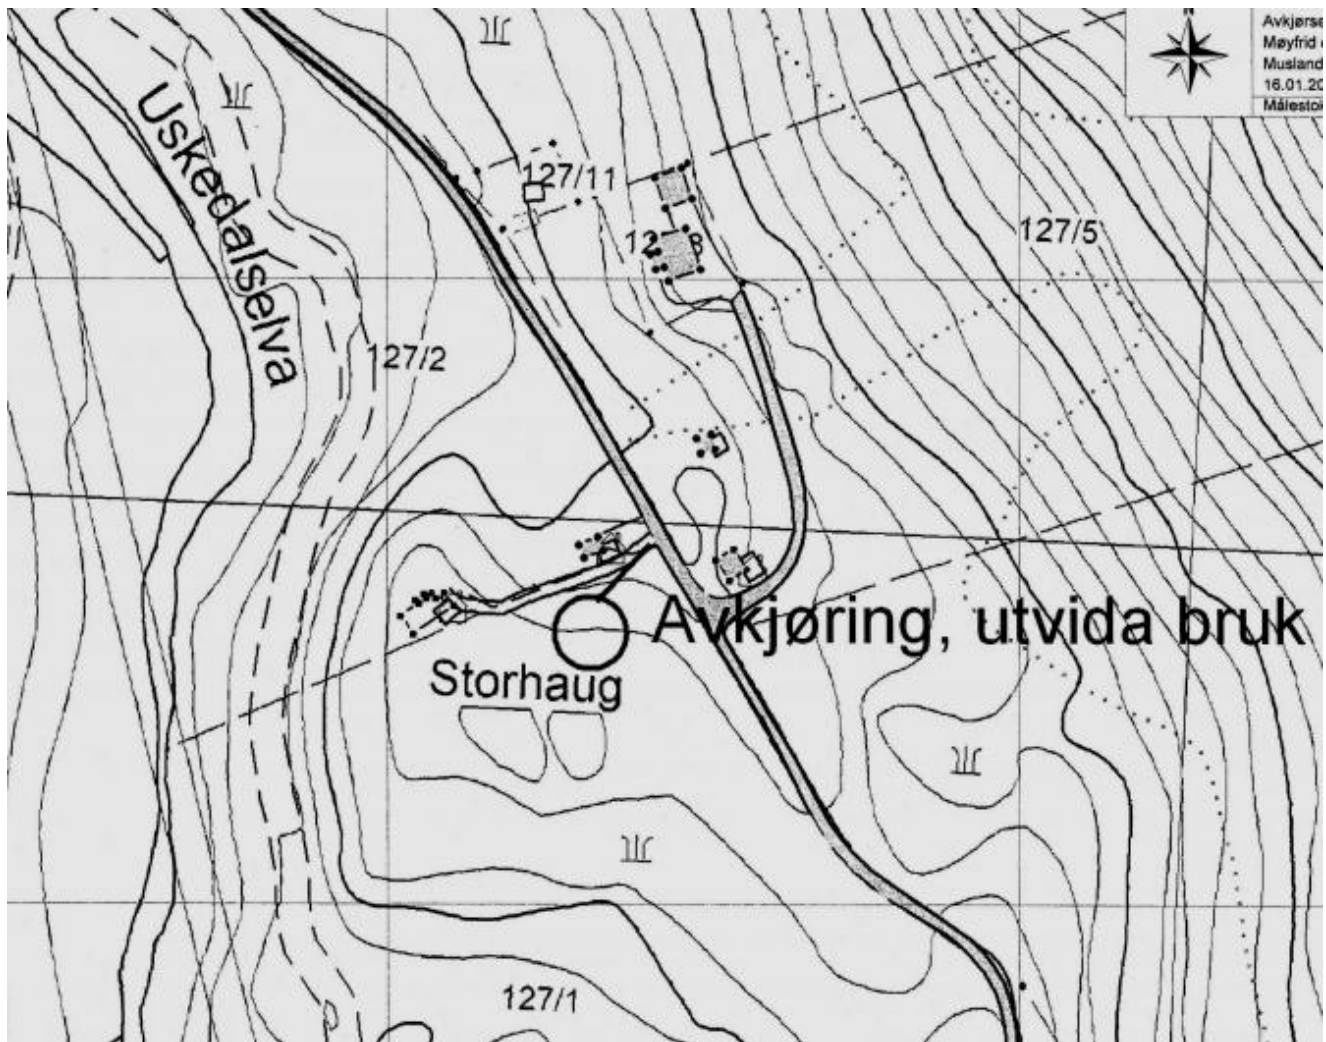 N
Avkjørse
Møyfrid
Musland
16.01.20
Målestok
Uskedalselva
127/11
12
8
127/5
127/2
Avkjøring, utvida bruk
Storhaug
127/1